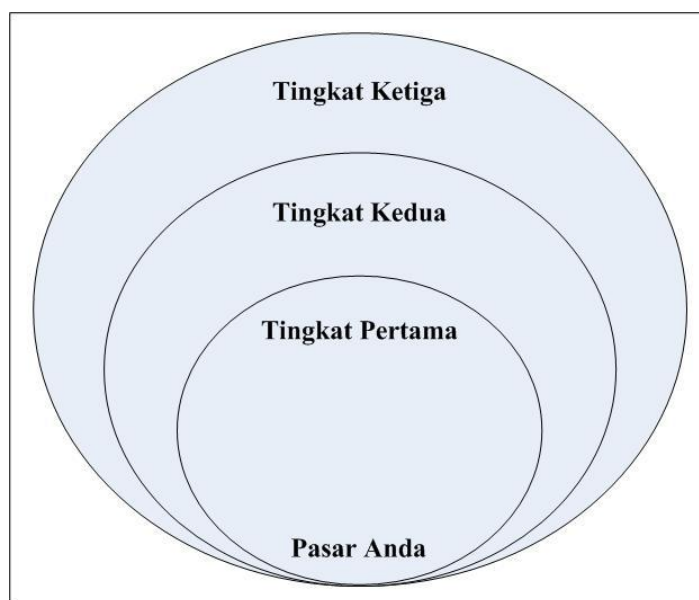 Tingkat Ketiga
Tingkat Kedua
Tingkat Pertama
Pasar Anda